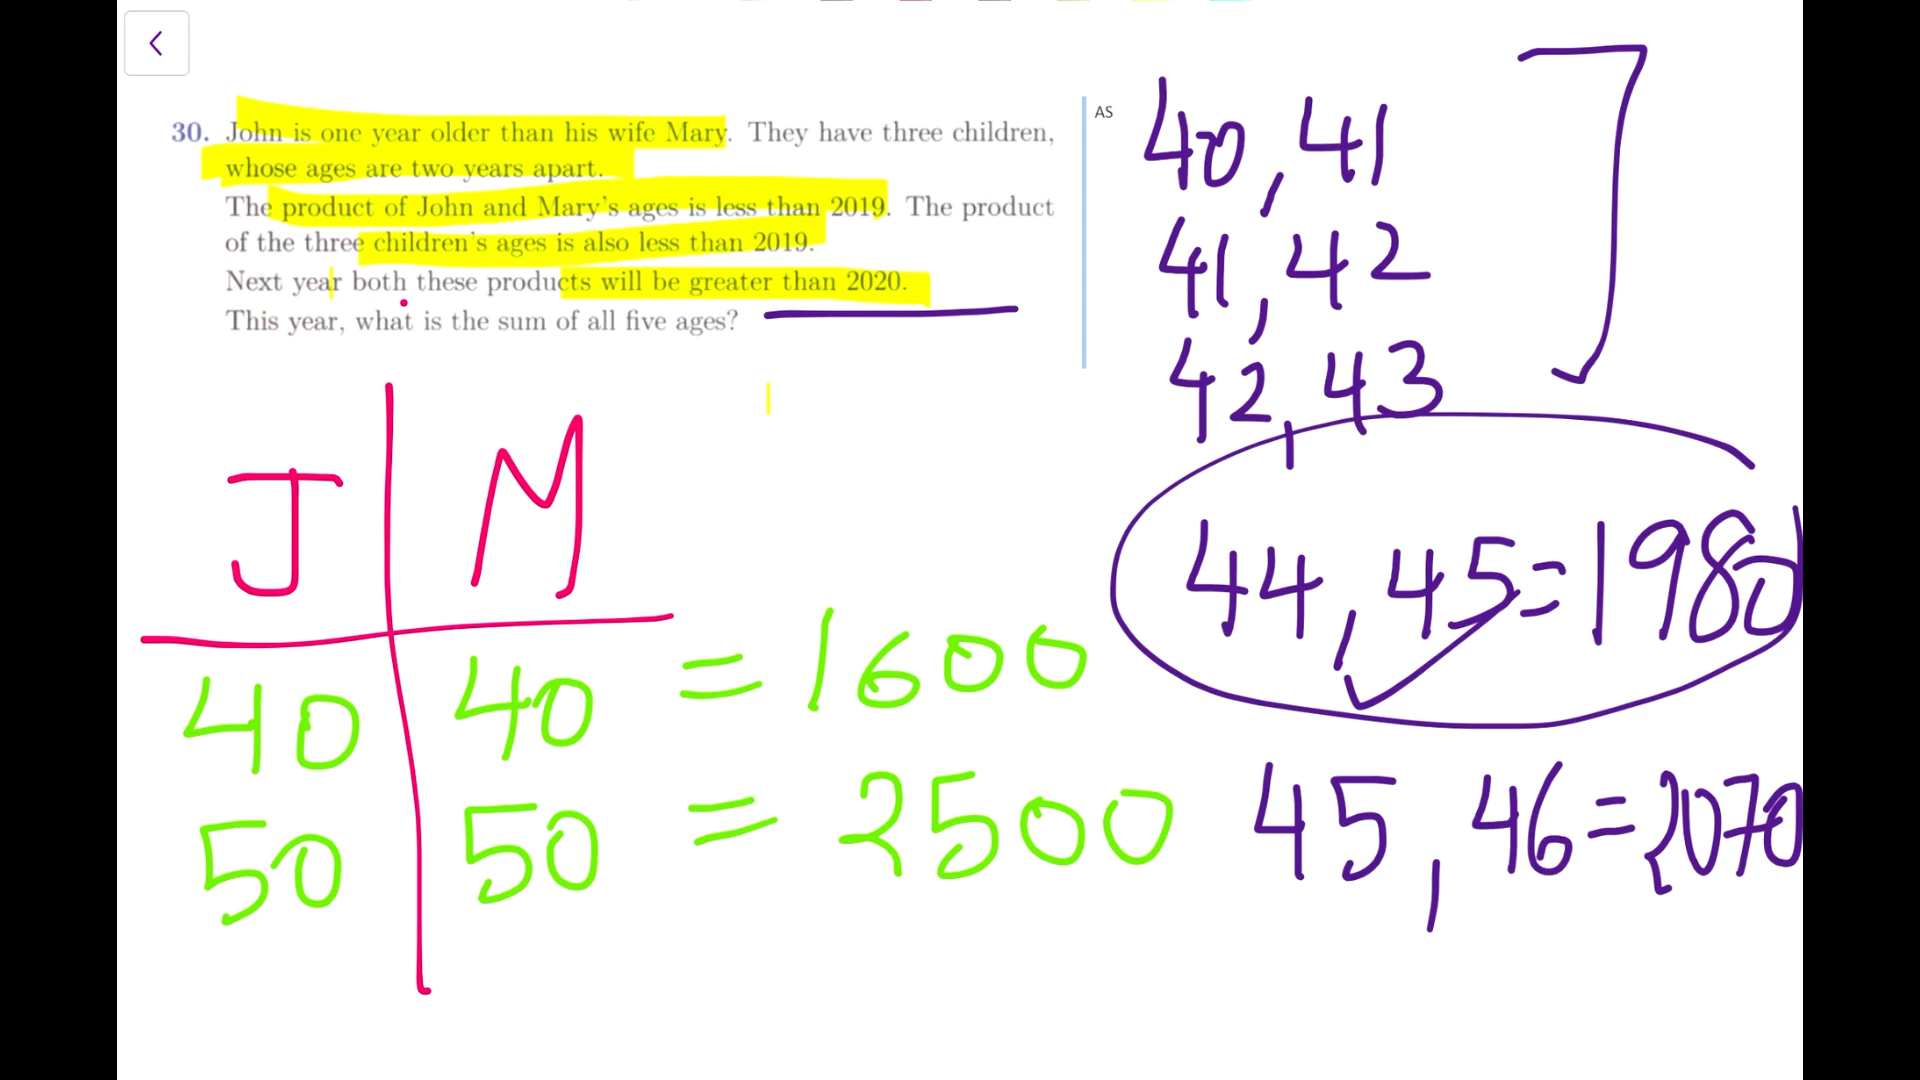 30. John is one year older than his wife Mary. They have three children,
whose ages are two years apart.
The product of John and Mary's ages is less than 2019. The product
of the three children's ages is also less than 2019.
Next year both these products will be greater than 2020.
This year, what is the sum of all five ages?
AS
40, 41
41, 42
42, 43
44, 45 = 1980
45, 46 = 2070
J M
40 40 = 1600
50 50 = 2500